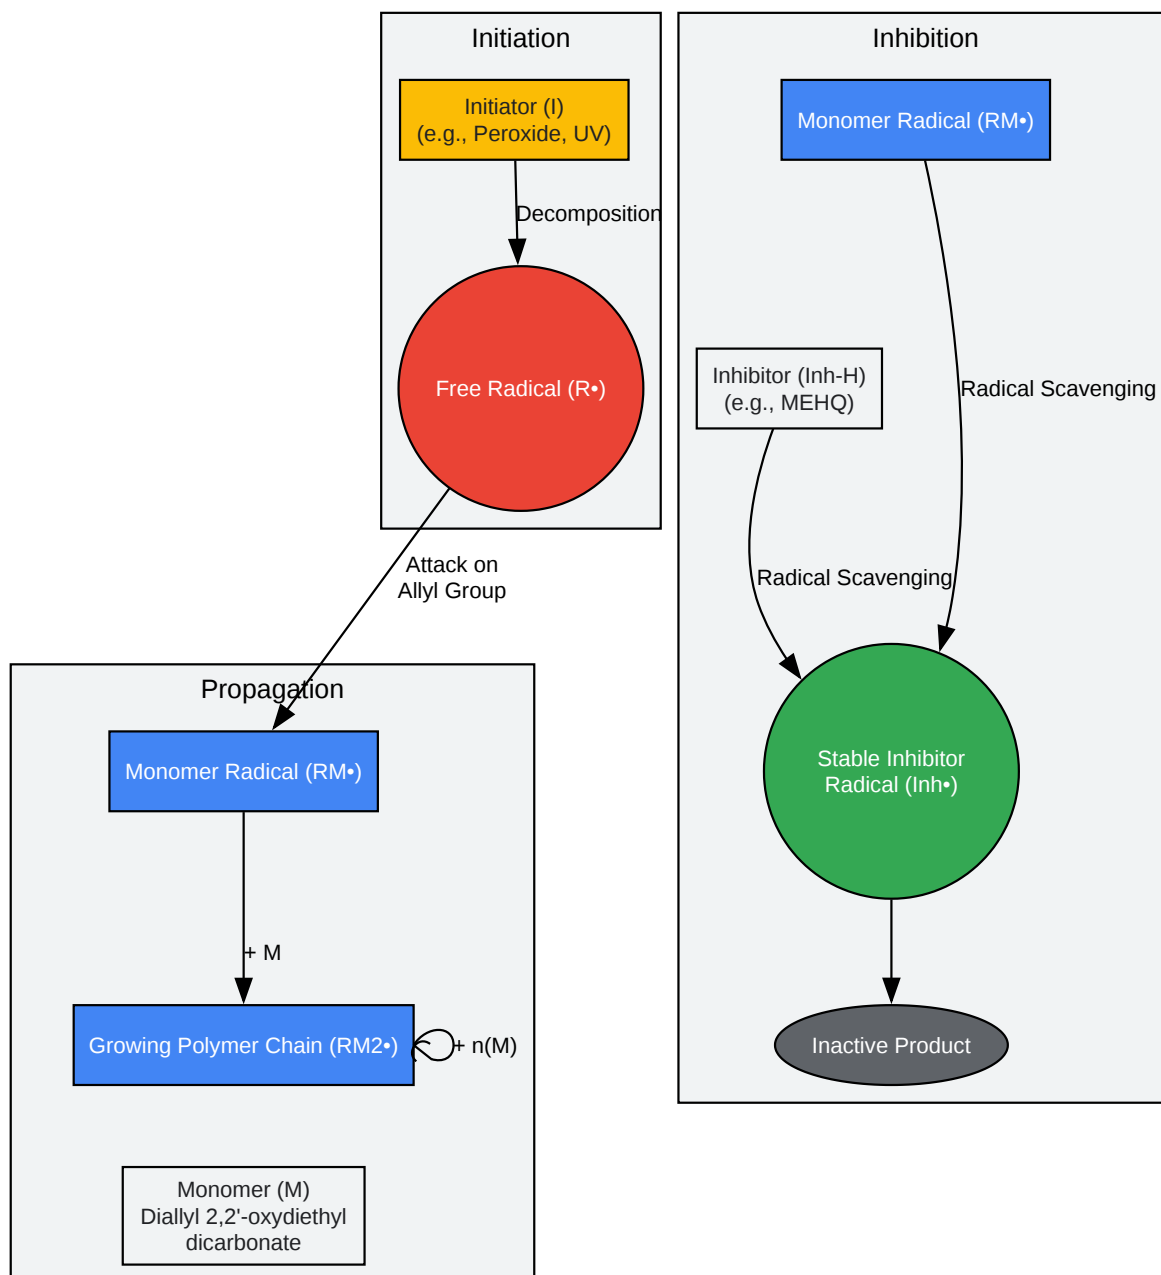 Initiation
Initiator (I)
(e.g., Peroxide, UV)
Decomposition
Free Radical (R•)
Attack on
Allyl Group
Propagation
Monomer Radical (RM•)
+ M
Growing Polymer Chain (RM2•)
+ n(M)
Monomer (M)
Diallyl 2,2'-oxydiethyl
dicarbonate
Inhibition
Monomer Radical (RM•)
Inhibitor (Inh-H)
(e.g., MEHQ)
Radical Scavenging
Radical Scavenging
Stable Inhibitor
Radical (Inh•)
Inactive Product